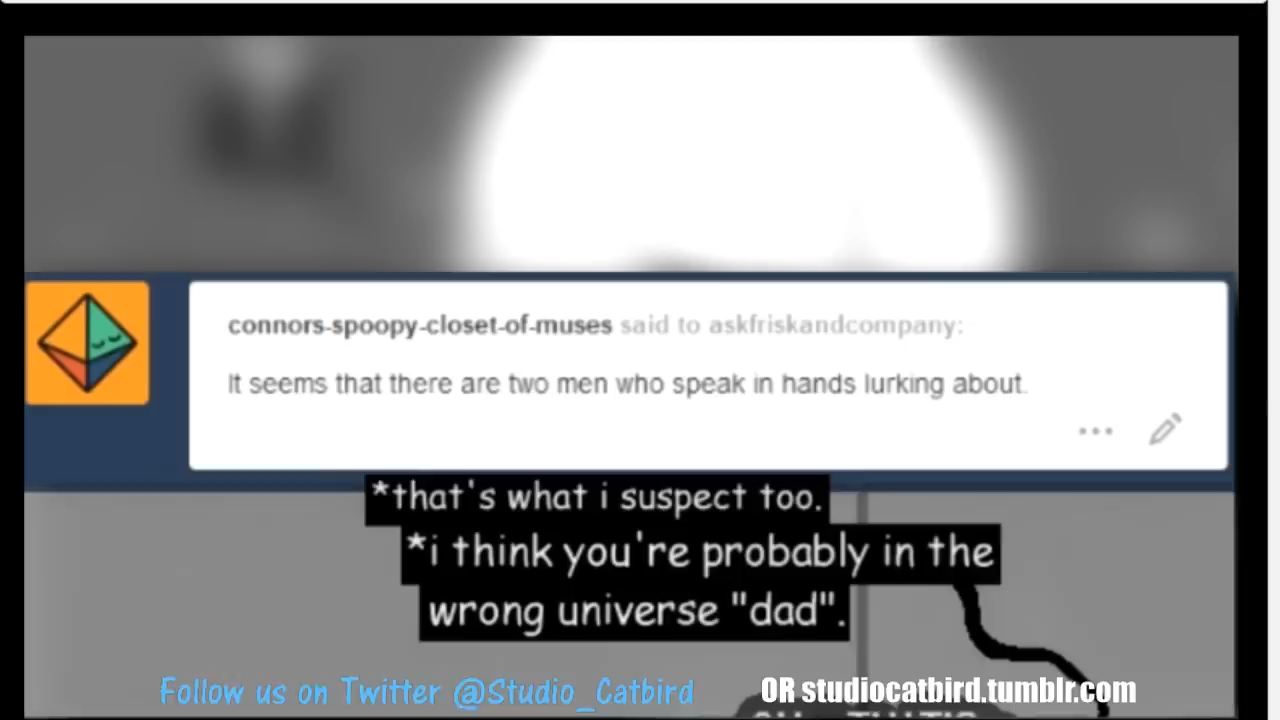 connors-spoopy-closet-of-muses said to askfriskandcompany:
It seems that there are two men who speak in hands lurking about.
*that's what i suspect too.
*i think you're probably in the
wrong universe "dad".
Follow us on Twitter @Studio_Catbird OR studiocatbird.tumblr.com